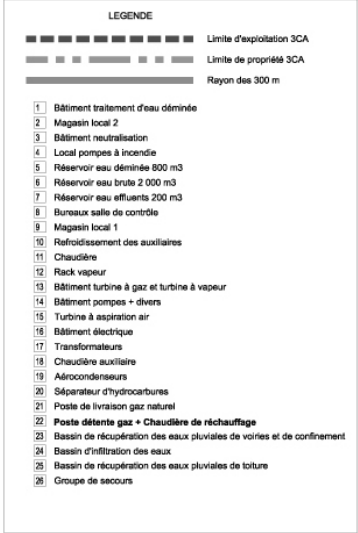 LEGENDE
Limite d'exploitation 3CA
Limite de propriété 3CA
Rayon des 300 m
1 Bâtiment traitement d'eau déminée
2 Magasin local 2
3 Bâtiment neutralisation
4 Local pompes à incendie
5 Réservoir eau déminée 800 m3
6 Réservoir eau brute 2 000 m3
7 Réservoir eau effluents 200 m3
8 Bureaux salle de contrôle
9 Magasin local 1
10 Refroidissement des auxiliaires
11 Chaudière
12 Rack vapeur
13 Bâtiment turbine à gaz et turbine à vapeur
14 Bâtiment pompes + divers
15 Turbine à aspiration air
16 Bâtiment électrique
17 Transformateurs
18 Chaudière auxiliaire
19 Aérocondenseurs
20 Séparateur d'hydrocarbures
21 Poste de livraison gaz naturel
22 Poste détente gaz + Chaudière de réchauffage
23 Bassin de récupération des eaux pluviales de voiries et de confinement
24 Bassin d'infiltration des eaux
25 Bassin de récupération des eaux pluviales de toiture
26 Groupe de secours